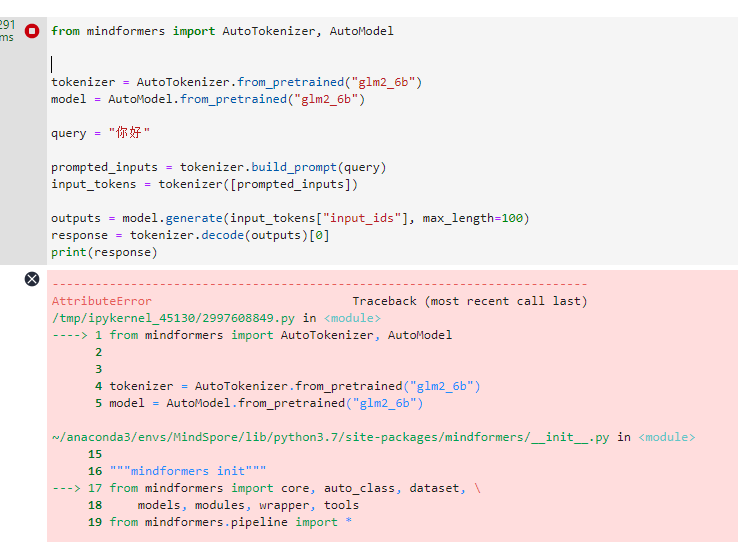 291
ms
from mindformers import AutoTokenizer, AutoModel
tokenizer = AutoTokenizer.from_pretrained("glm2_6b")
model = AutoModel.from_pretrained("glm2_6b")
query = "你好"
prompted_inputs = tokenizer.build_prompt(query)
input_tokens = tokenizer([prompted_inputs])
outputs = model.generate(input_tokens["input_ids"], max_length=100)
response = tokenizer.decode(outputs)[0]
print(response)
---------------------------------------------------------------------------
AttributeError                            Traceback (most recent call last)
/tmp/ipykernel_45130/2997608849.py in <module>
----> 1 from mindformers import AutoTokenizer, AutoModel
      2
      3
      4 tokenizer = AutoTokenizer.from_pretrained("glm2_6b")
      5 model = AutoModel.from_pretrained("glm2_6b")
~/anaconda3/envs/MindSpore/lib/python3.7/site-packages/mindformers/__init__.py in <module>
     15
     16 """mindformers init"""
---> 17 from mindformers import core, auto_class, dataset, \
     18     models, modules, wrapper, tools
     19 from mindformers.pipeline import *